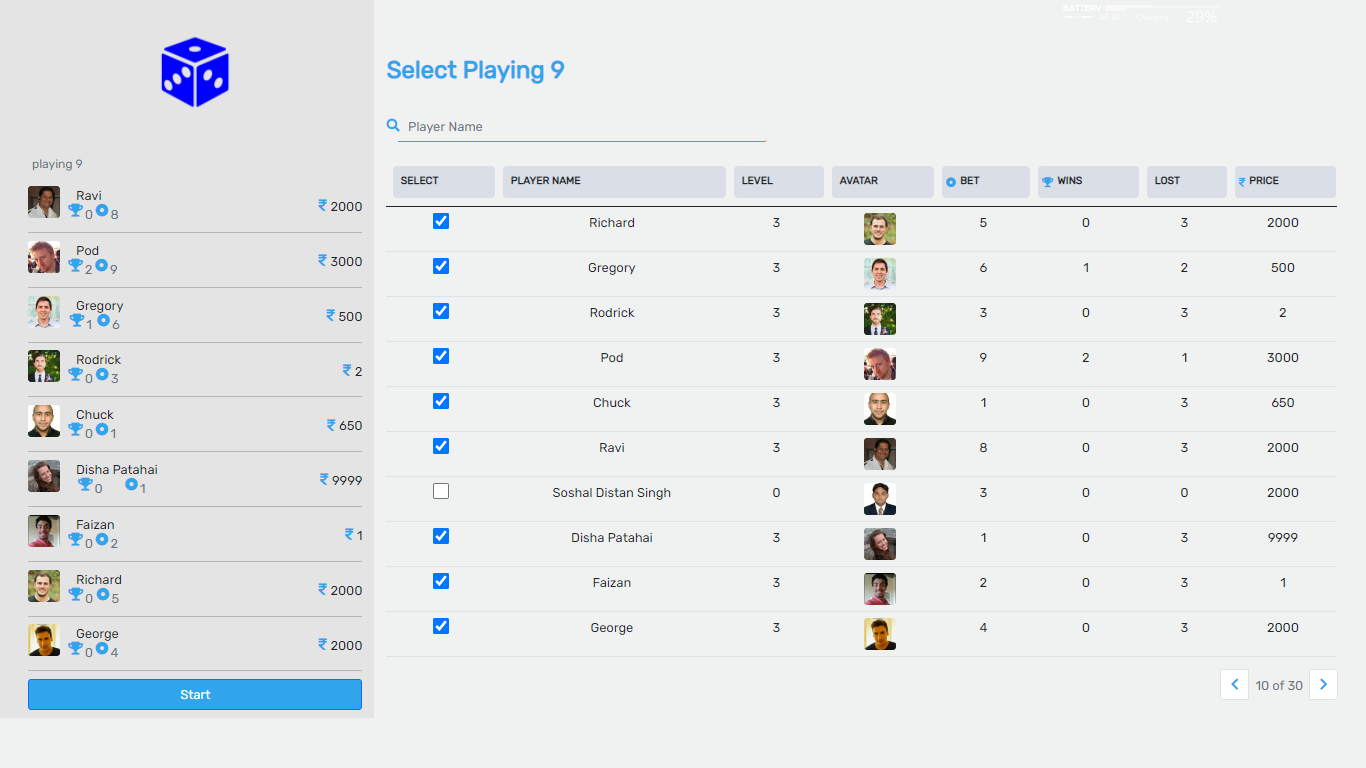 BATTERY
Charging
29%
Select Playing 9
Player Name
playing 9
Ravi
0 8
₹ 2000
Pod
2 9
₹ 3000
Gregory
1 6
₹ 500
Rodrick
0 3
₹ 2
Chuck
0 1
₹ 650
Disha Patahai
0 1
₹ 9999
Faizan
0 2
₹ 1
Richard
0 5
₹ 2000
George
0 4
₹ 2000
Start
SELECT PLAYER NAME LEVEL AVATAR BET WINS LOST ₹ PRICE
Richard 3 5 0 3 2000
Gregory 3 6 1 2 500
Rodrick 3 3 0 3 2
Pod 3 9 2 1 3000
Chuck 3 1 0 3 650
Ravi 3 8 0 3 2000
Soshal Distan Singh 0 3 0 0 2000
Disha Patahai 3 1 0 3 9999
Faizan 3 2 0 3 1
George 3 4 0 3 2000
10 of 30